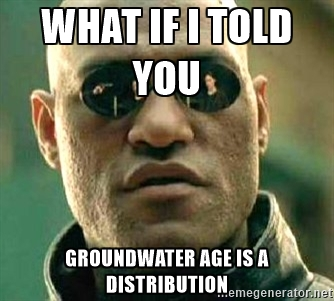 WHAT IF I TOLD
YOU
GROUNDWATER AGE IS A
DISTRIBUTION
...emegenerator.net